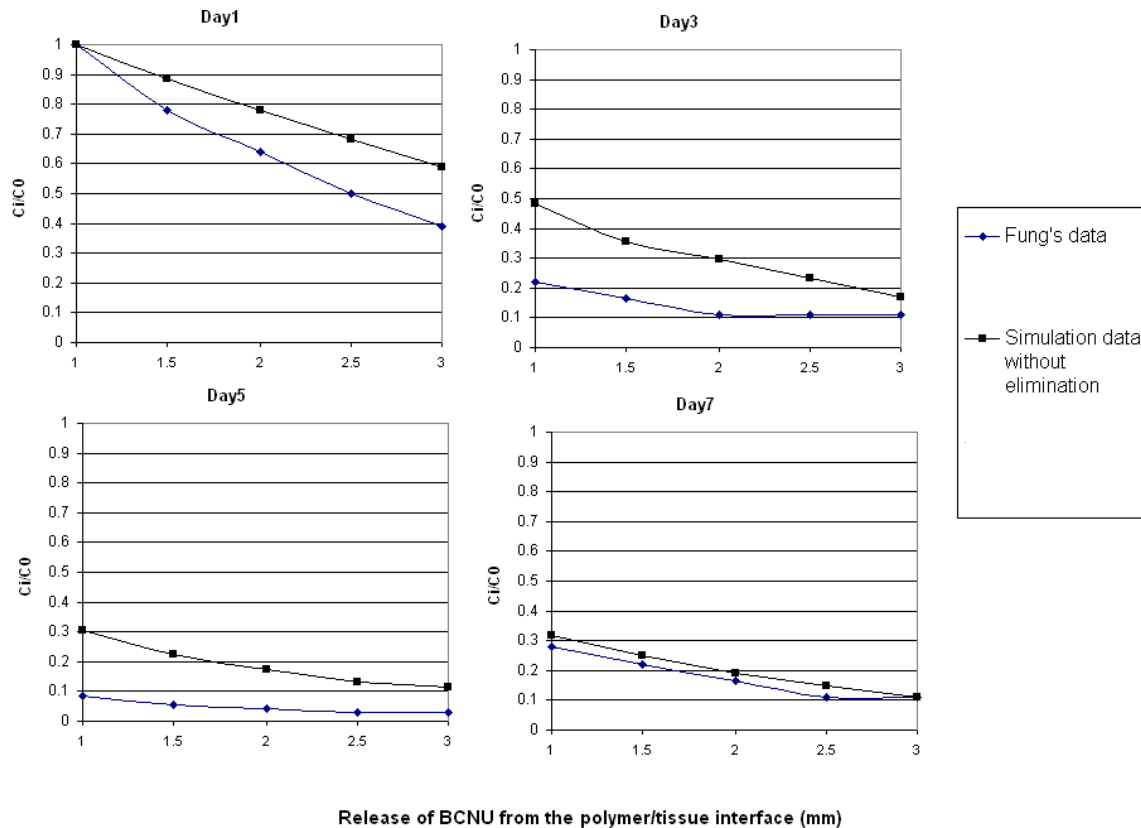 Day1
1
0.9
0.8
0.7
0.6
0.5
0.4
0.3
0.2
0.1
0
Ci/C0
1 1.5 2 2.5 3
Day3
1
0.9
0.8
0.7
0.6
0.5
0.4
0.3
0.2
0.1
0
Ci/C0
1 1.5 2 2.5 3
Fung's data
Simulation data
without
elimination
Day5
1
0.9
0.8
0.7
0.6
0.5
0.4
0.3
0.2
0.1
0
Ci/C0
1 1.5 2 2.5 3
Day7
1
0.9
0.8
0.7
0.6
0.5
0.4
0.3
0.2
0.1
0
Ci/C0
1 1.5 2 2.5 3
Release of BCNU from the polymer/tissue interface (mm)